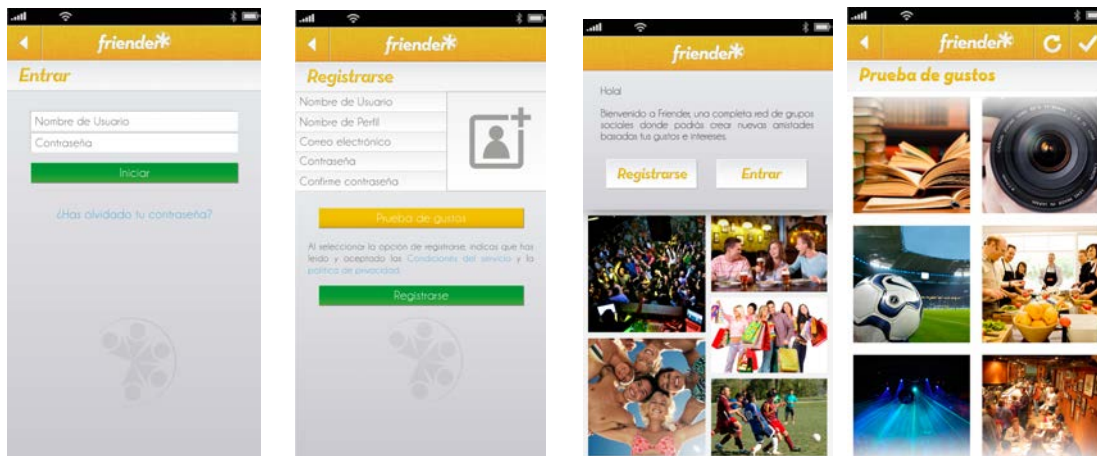 friender
Entrar
Nombre de Usuario
Contraseña
Iniciar
¿Has olvidado tu contraseña?
friender
Registrarse
Nombre de Usuario
Nombre de Perfil
Correo electrónico
Contraseña
Confirme contraseña
Prueba de gustos
Al seleccionar la opción de registrarse, indicas que has
leído y aceptado las Condiciones del servicio y la
política de privacidad.
Registrarse
friender
Hola!
Bienvenido a Friender, una completa red de grupos
sociales donde podrás crear nuevas amistades
basadas tus gustos e intereses.
Registrarse
Entrar
friender
Prueba de gustos